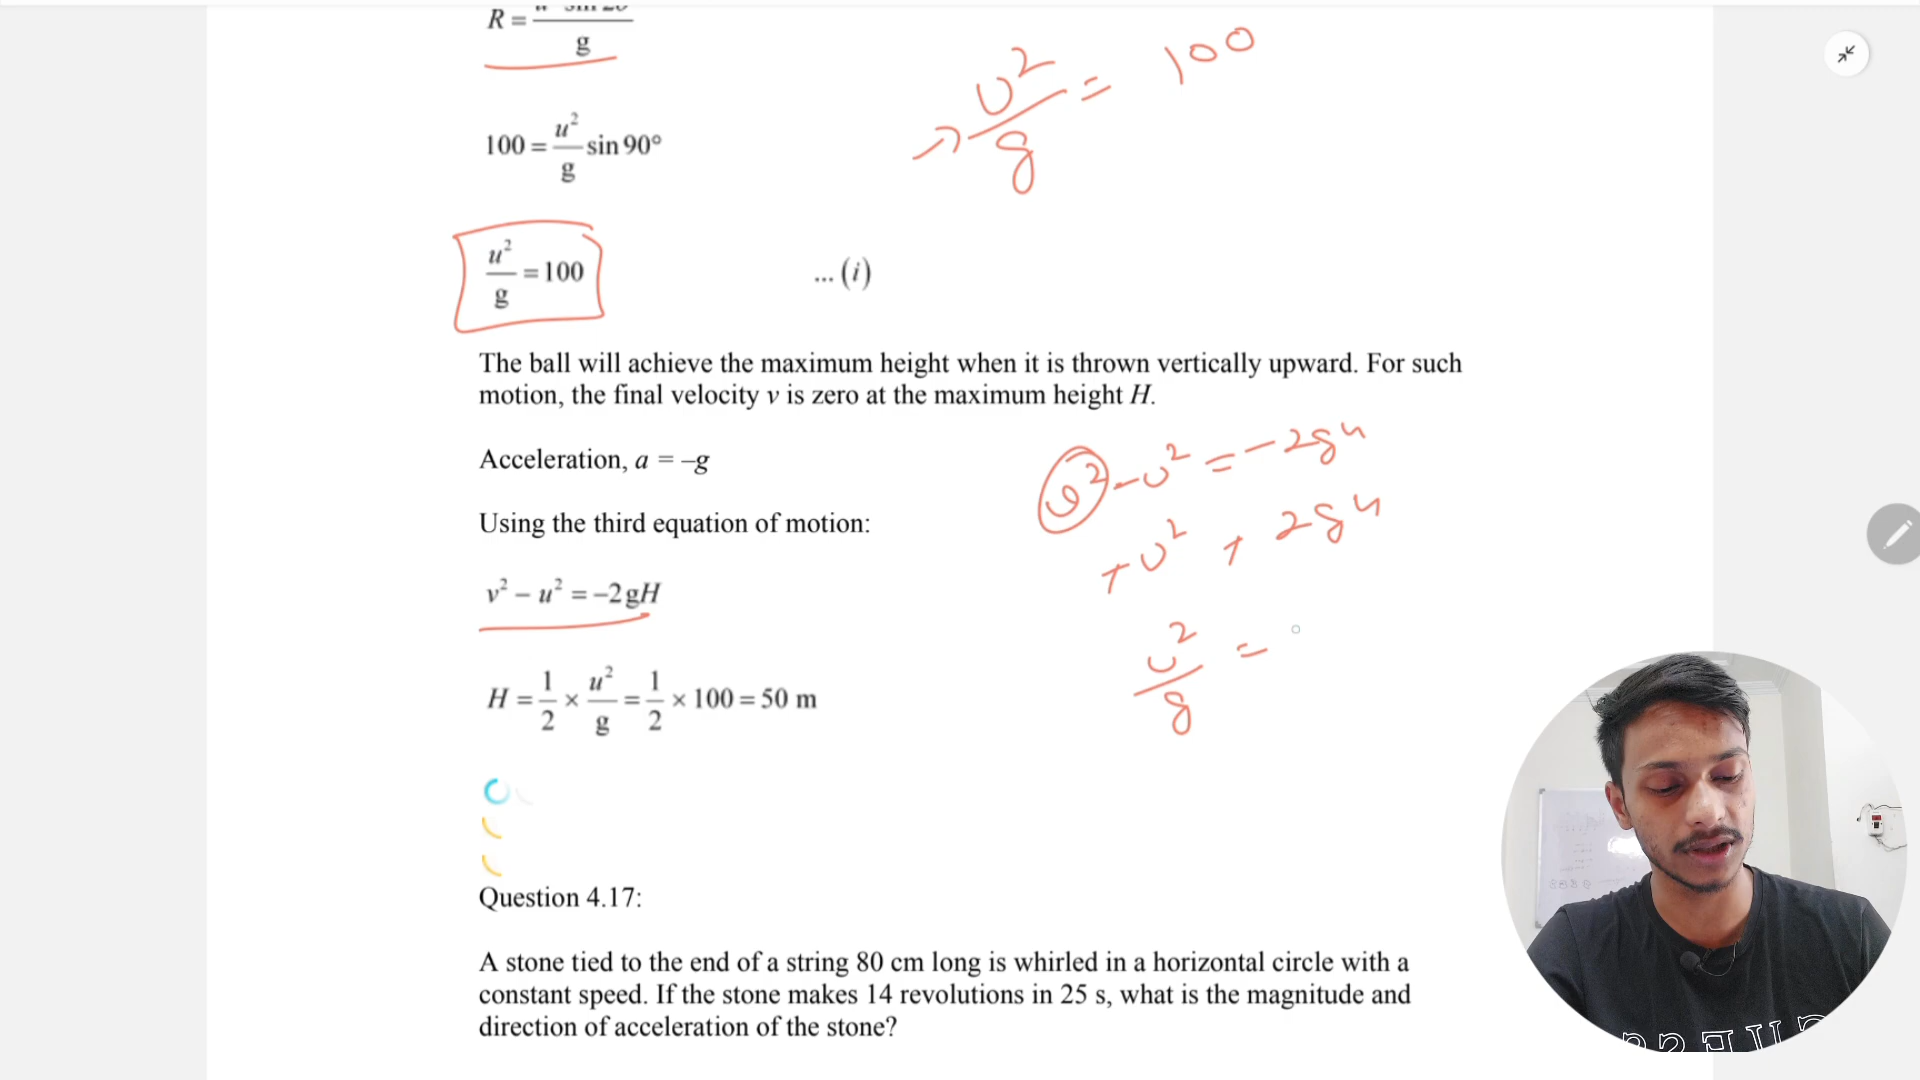 R =
g
u²/g = 100
100 = u²/g sin 90°
u²/g = 100 ...(i)
The ball will achieve the maximum height when it is thrown vertically upward. For such
motion, the final velocity v is zero at the maximum height H.
v² – u² = –2gH
Acceleration, a = –g
+u² + 2gH
Using the third equation of motion:
v² – u² = –2gH
u²/g =
H = 1/2 × u²/g = 1/2 × 100 = 50 m
Question 4.17:
A stone tied to the end of a string 80 cm long is whirled in a horizontal circle with a
constant speed. If the stone makes 14 revolutions in 25 s, what is the magnitude and
direction of acceleration of the stone?